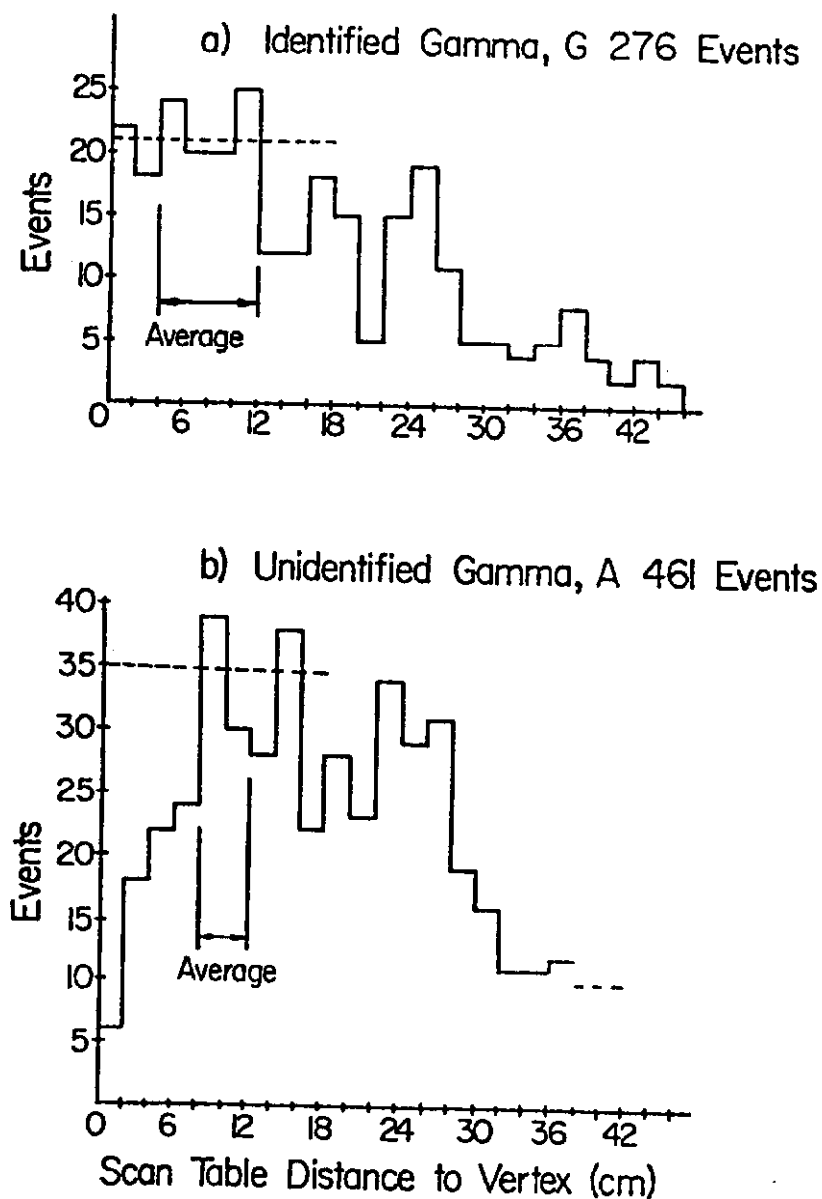 a) Identified Gamma, G 276 Events
25
20
15
10
5
0
Events
Average
6 12 18 24 30 36 42
b) Unidentified Gamma, A 461 Events
40
35
30
25
20
15
10
5
0
Events
Average
6 12 18 24 30 36 42
Scan Table Distance to Vertex (cm)